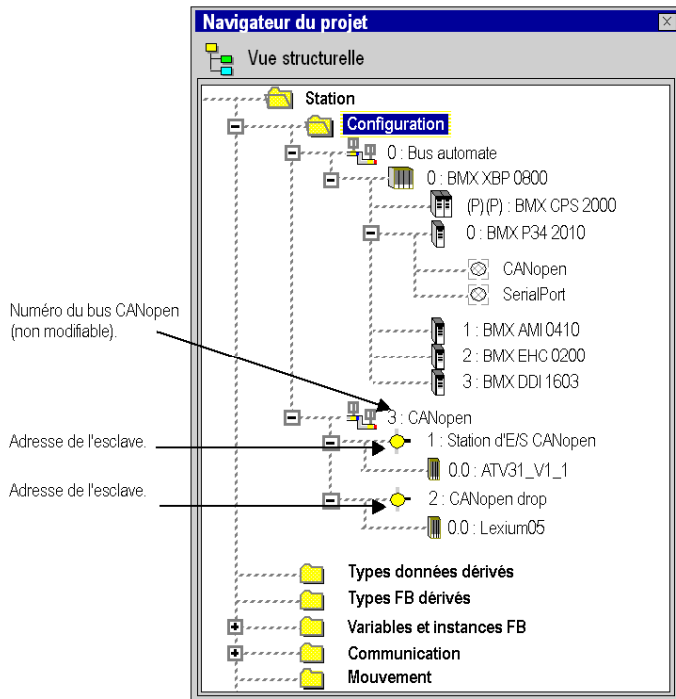 Navigateur du projet
Vue structurelle
Station
Configuration
0 : Bus automate
0 : BMX XBP 0800
(P) (P) : BMX CPS 2000
0 : BMX P34 2010
CANopen
SerialPort
Numéro du bus CANopen
(non modifiable).
1 : BMX AMI 0410
2 : BMX EHC 0200
3 : BMX DDI 1603
3 : CANopen
Adresse de l'esclave.
1 : Station d'E/S CANopen
0.0 : ATV31_V1_1
Adresse de l'esclave.
2 : CANopen drop
0.0 : Lexium05
Types données dérivés
Types FB dérivés
Variables et instances FB
Communication
Mouvement